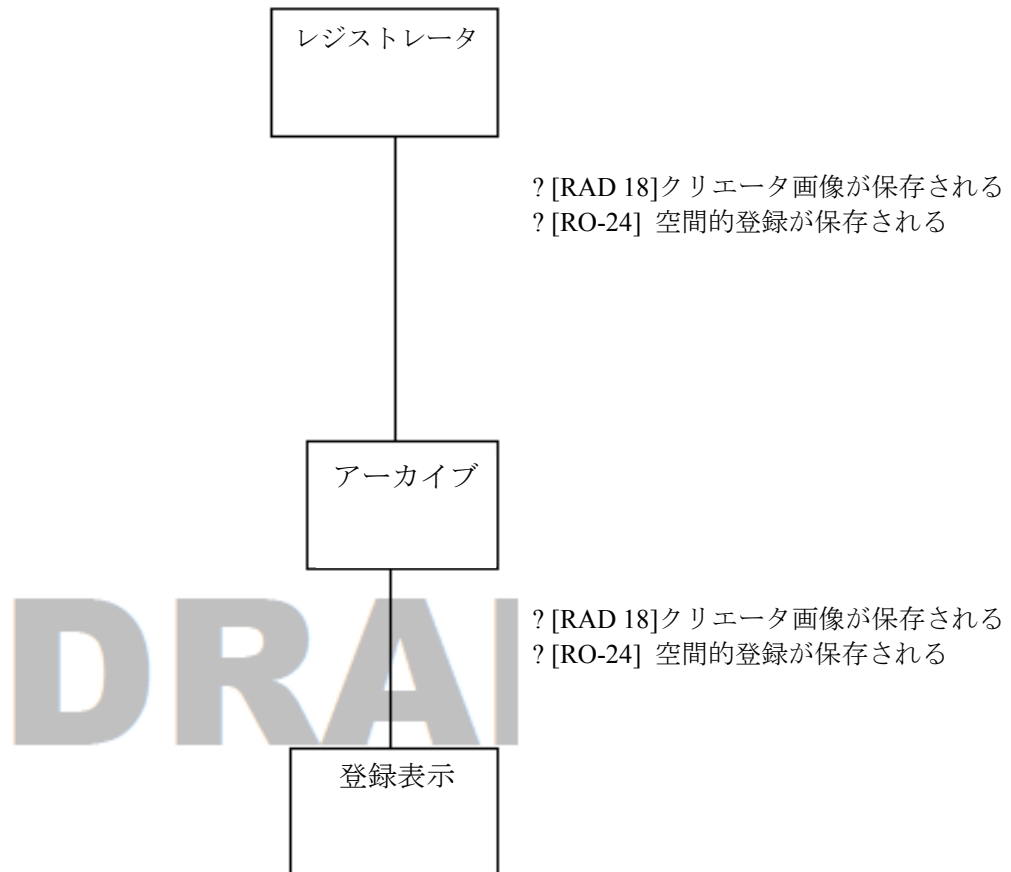 レジストレータ
? [RAD 18]クリエータ画像が保存される
? [RO-24] 空間的登録が保存される
アーカイブ
DRA
? [RAD 18]クリエータ画像が保存される
? [RO-24] 空間的登録が保存される
登録表示